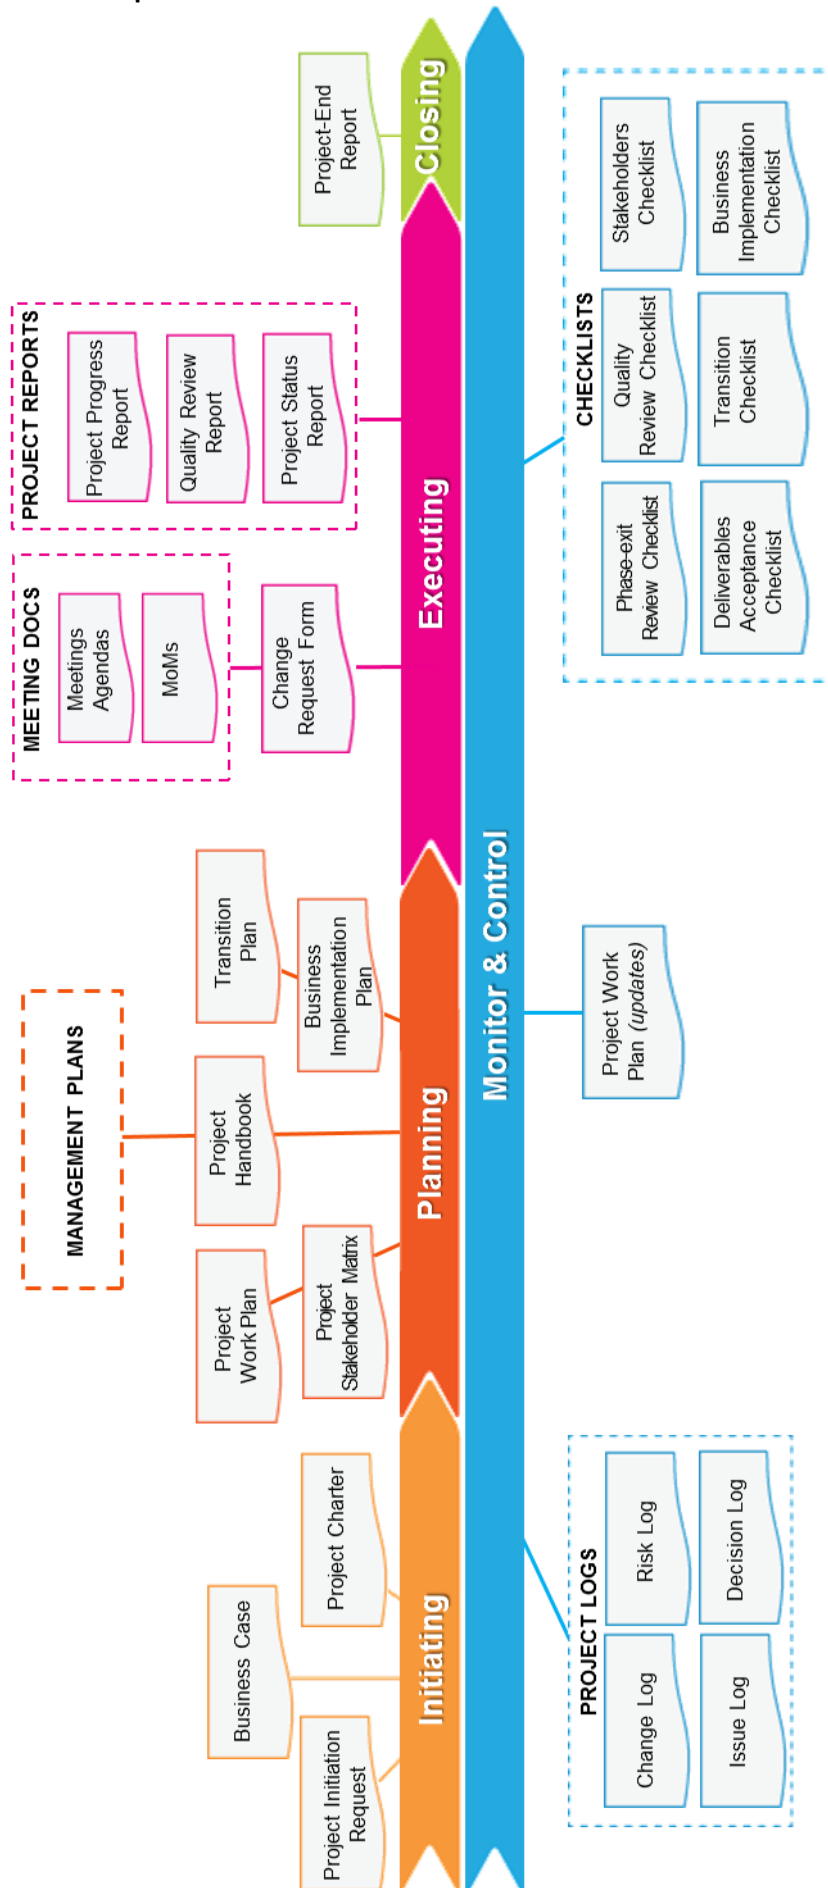 MANAGEMENT PLANS
MEETING DOCS
PROJECT REPORTS
Meetings
Agendas
MoMs
Project Progress
Report
Quality Review
Report
Project Status
Report
Business Case
Project
Work Plan
Project
Handbook
Transition
Plan
Change
Request Form
Project Initiation
Request
Project Charter
Project
Stakeholder Matrix
Business
Implementation
Plan
Project-End
Report
Initiating
Planning
Executing
Closing
Monitor & Control
PROJECT LOGS
Change Log
Risk Log
Issue Log
Decision Log
Project Work
Plan (updates)
CHECKLISTS
Phase-exit
Review Checklist
Quality
Review Checklist
Stakeholders
Checklist
Deliverables
Acceptance
Checklist
Transition
Checklist
Business
Implementation
Checklist